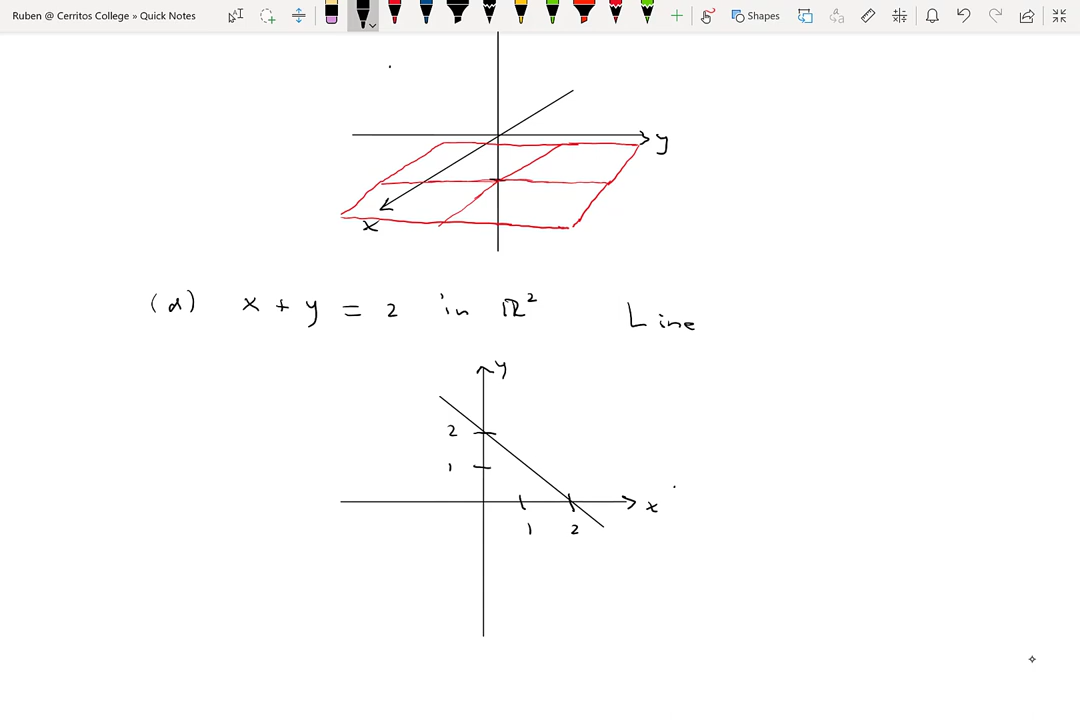 Ruben @ Cerritos College » Quick Notes
Shapes
y
x
(d) x + y = 2 in ℝ² Line
y
2
1
x
1 2